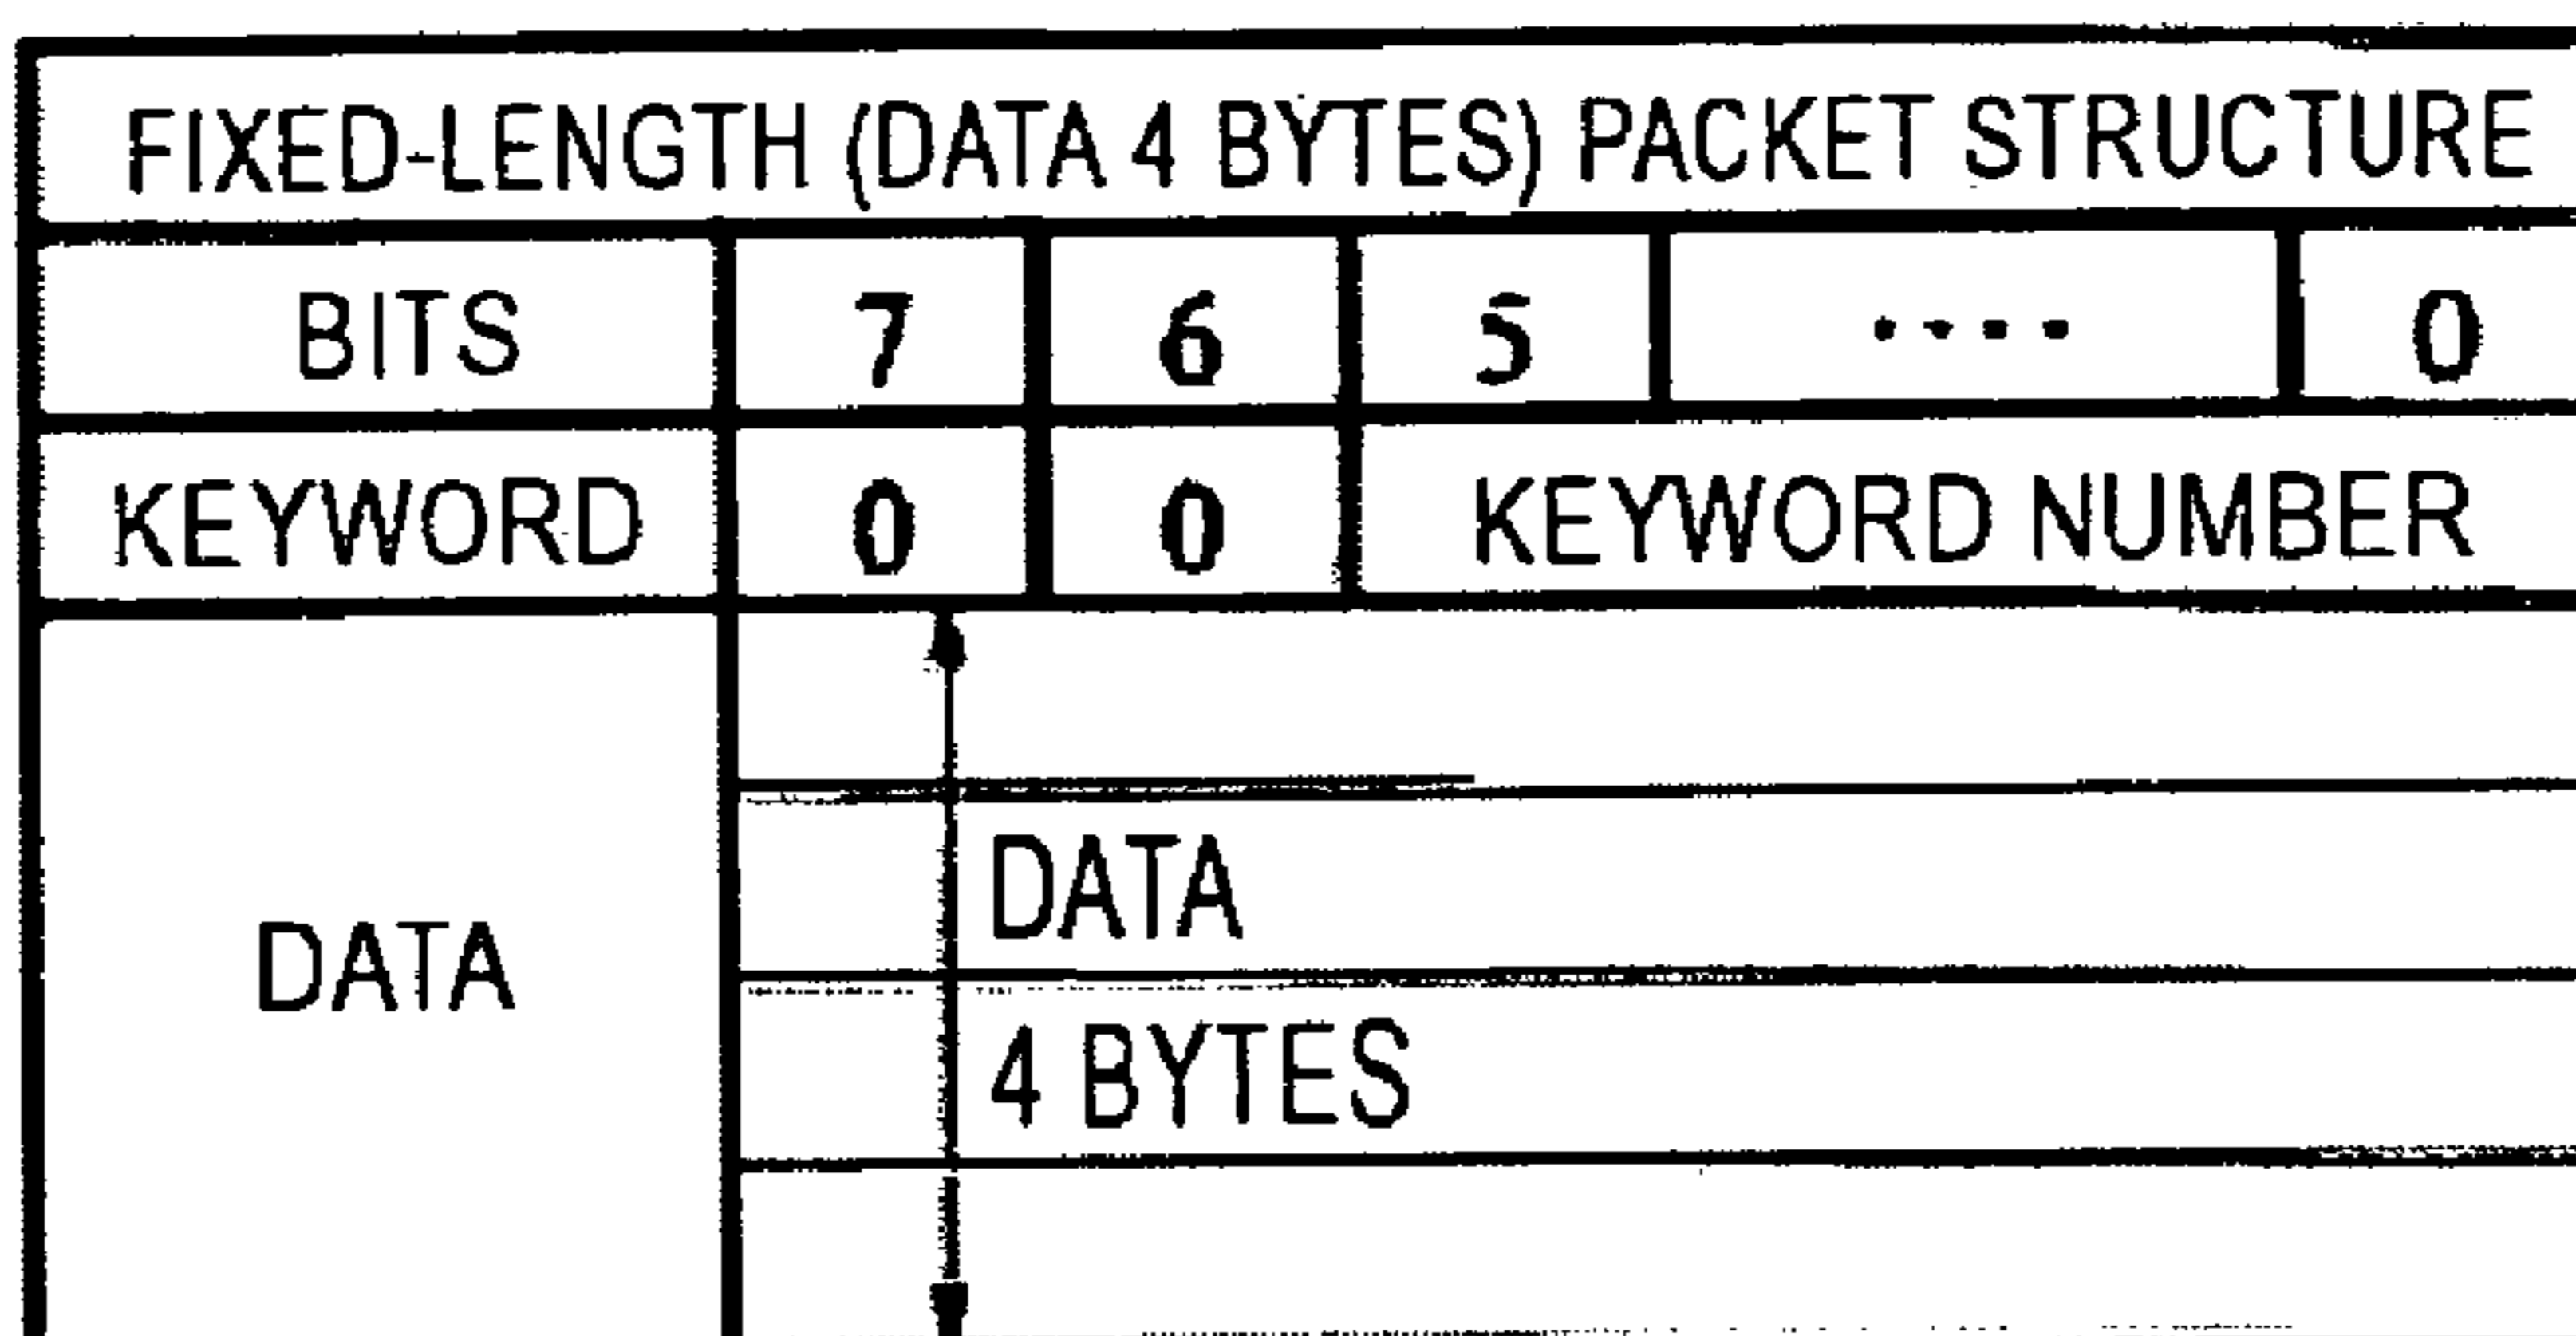 FIXED-LENGTH (DATA 4 BYTES) PACKET STRUCTURE
BITS 7 6 5 ···· 0
KEYWORD 0 0 KEYWORD NUMBER
DATA
DATA
4 BYTES